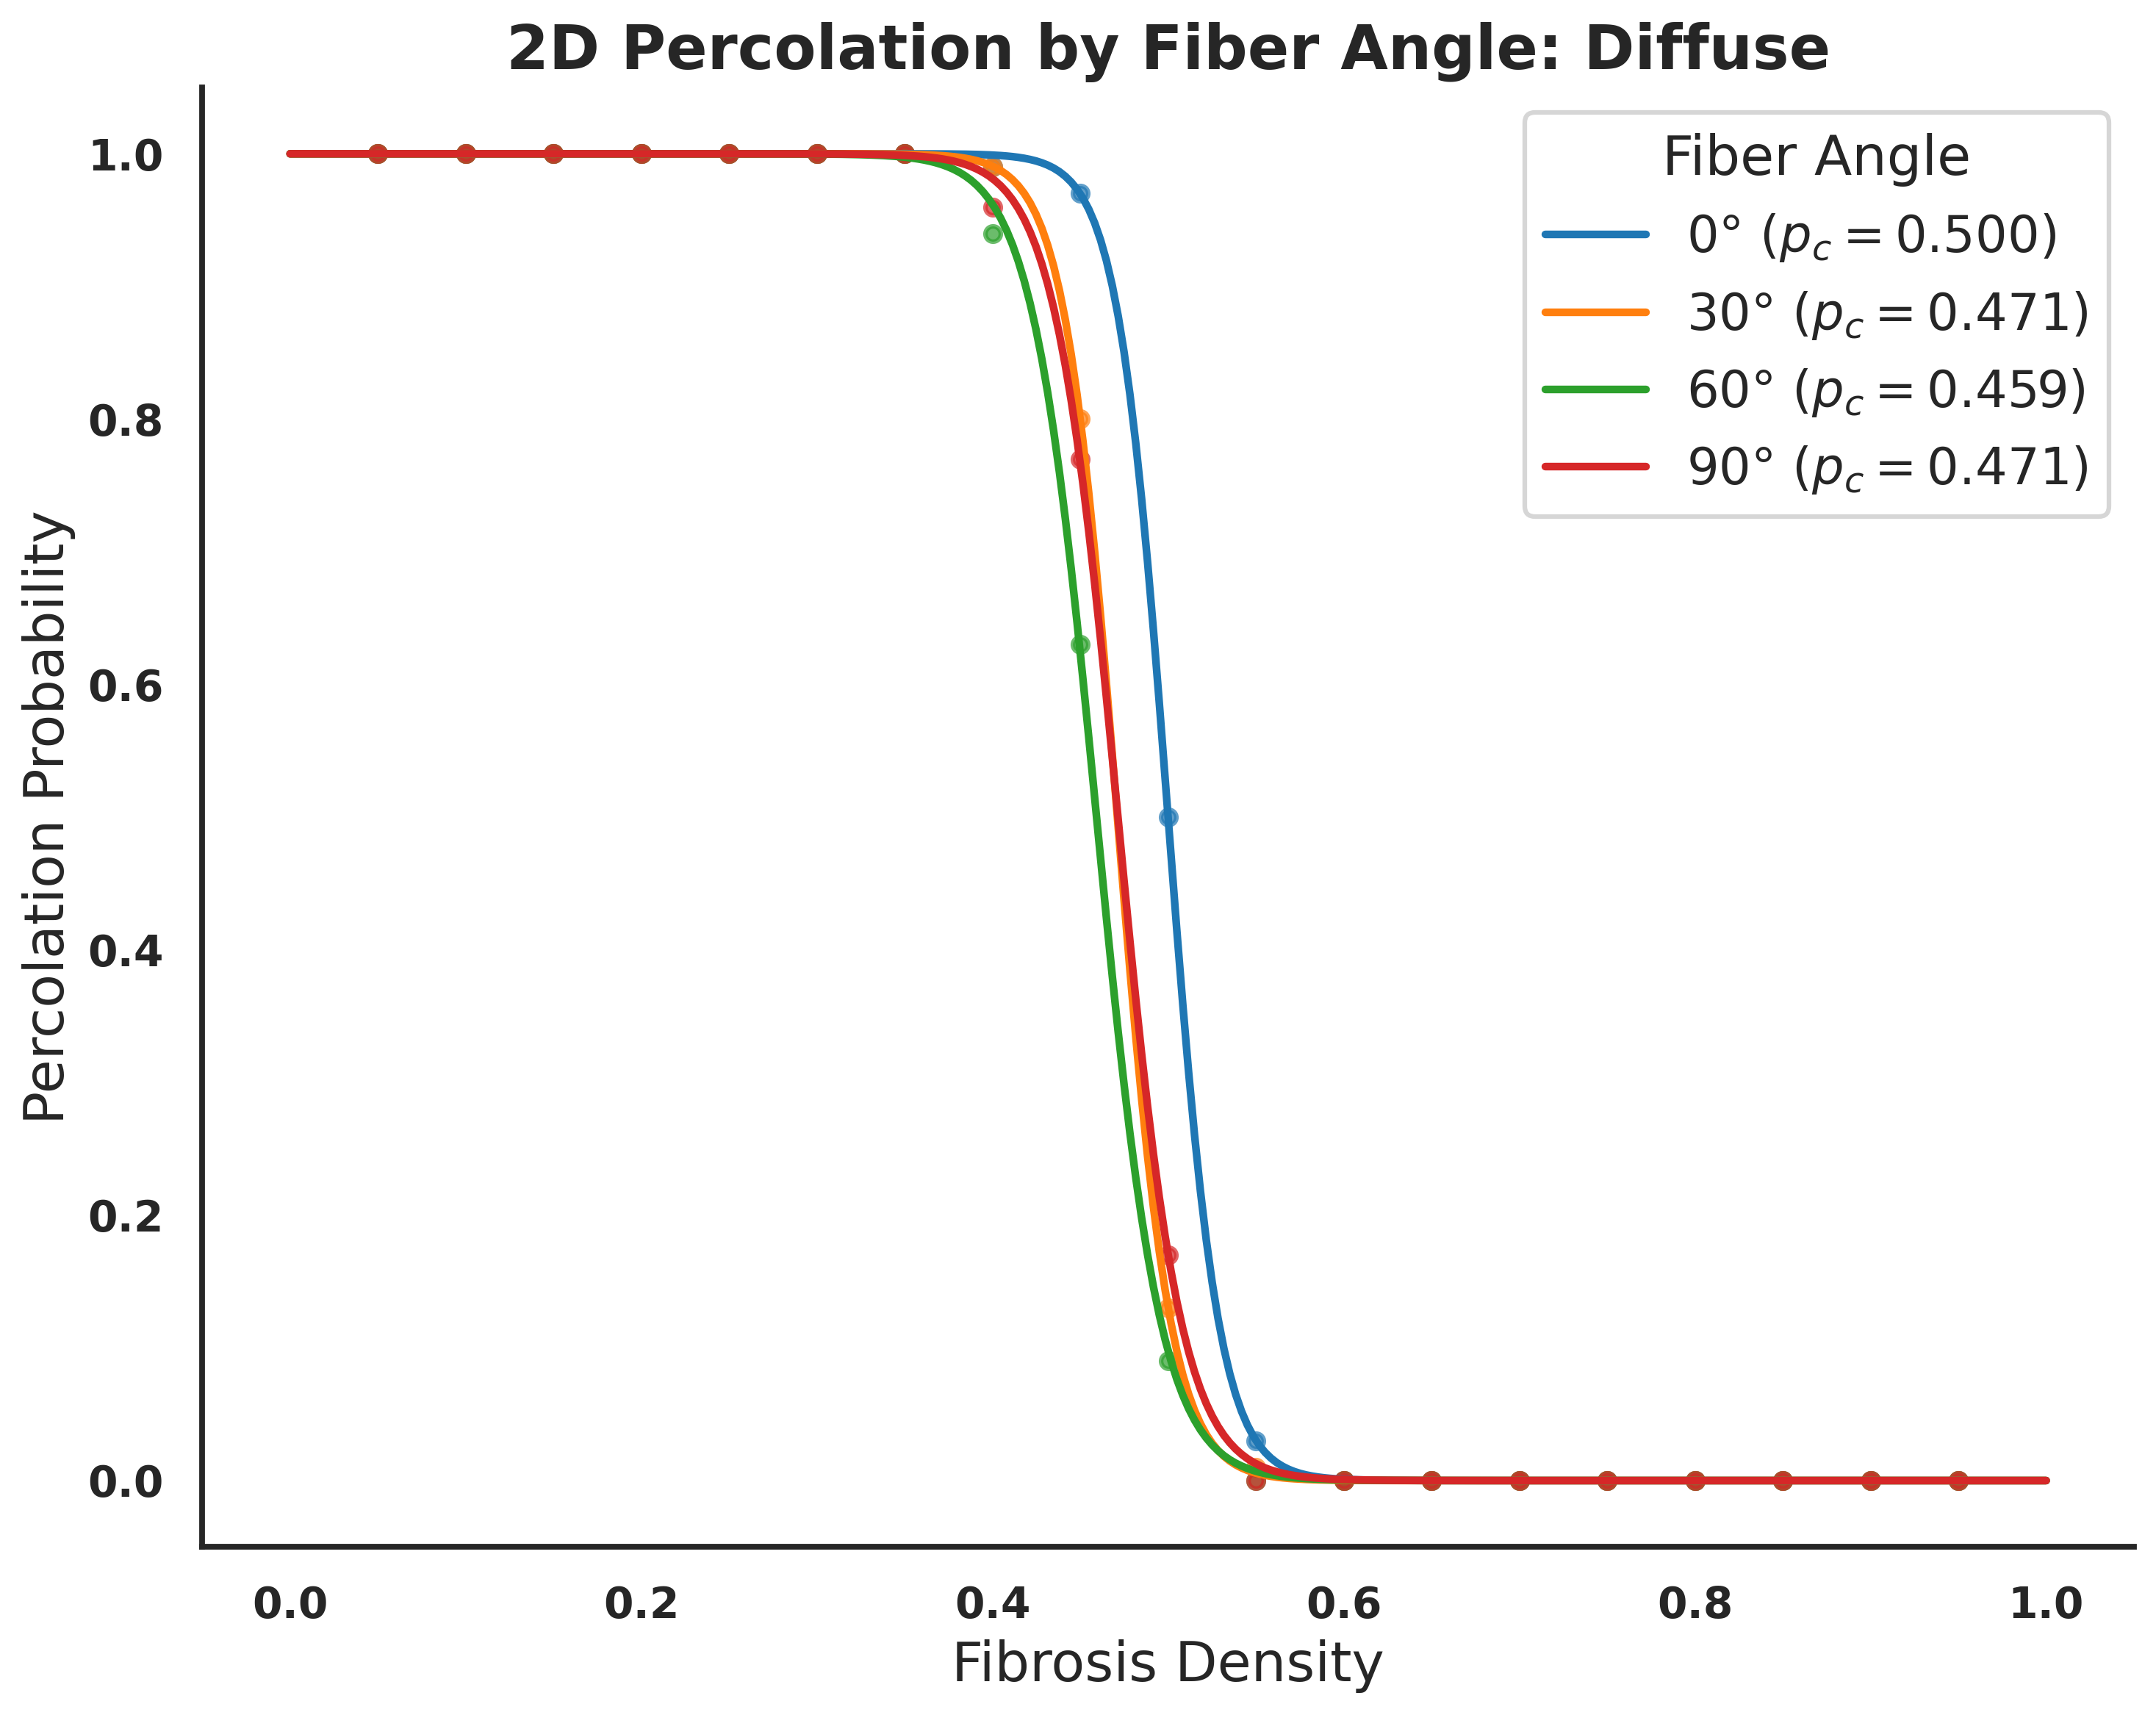 2D Percolation by Fiber Angle: Diffuse
Fiber Angle
0° (p_c = 0.500)
30° (p_c = 0.471)
60° (p_c = 0.459)
90° (p_c = 0.471)
Percolation Probability
1.0
0.8
0.6
0.4
0.2
0.0
0.0 0.2 0.4 0.6 0.8 1.0
Fibrosis Density